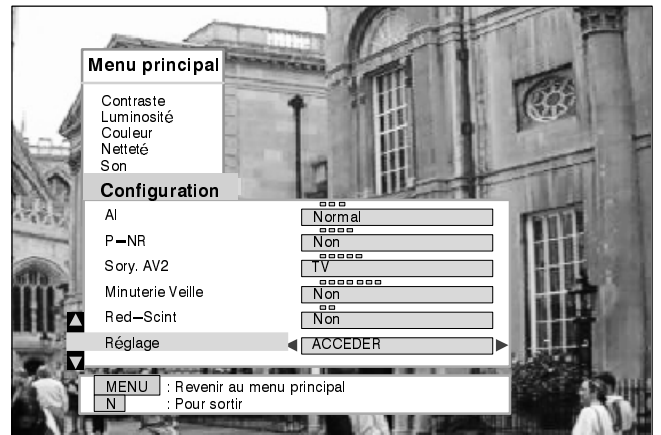 Menu principal
Contraste
Luminosité
Couleur
Netteté
Son
Configuration
AI Normal
P–NR Non
Sory. AV2 TV
Minuterie Veille Non
Red–Scint Non
Réglage ACCEDER
MENU : Revenir au menu principal
N : Pour sortir